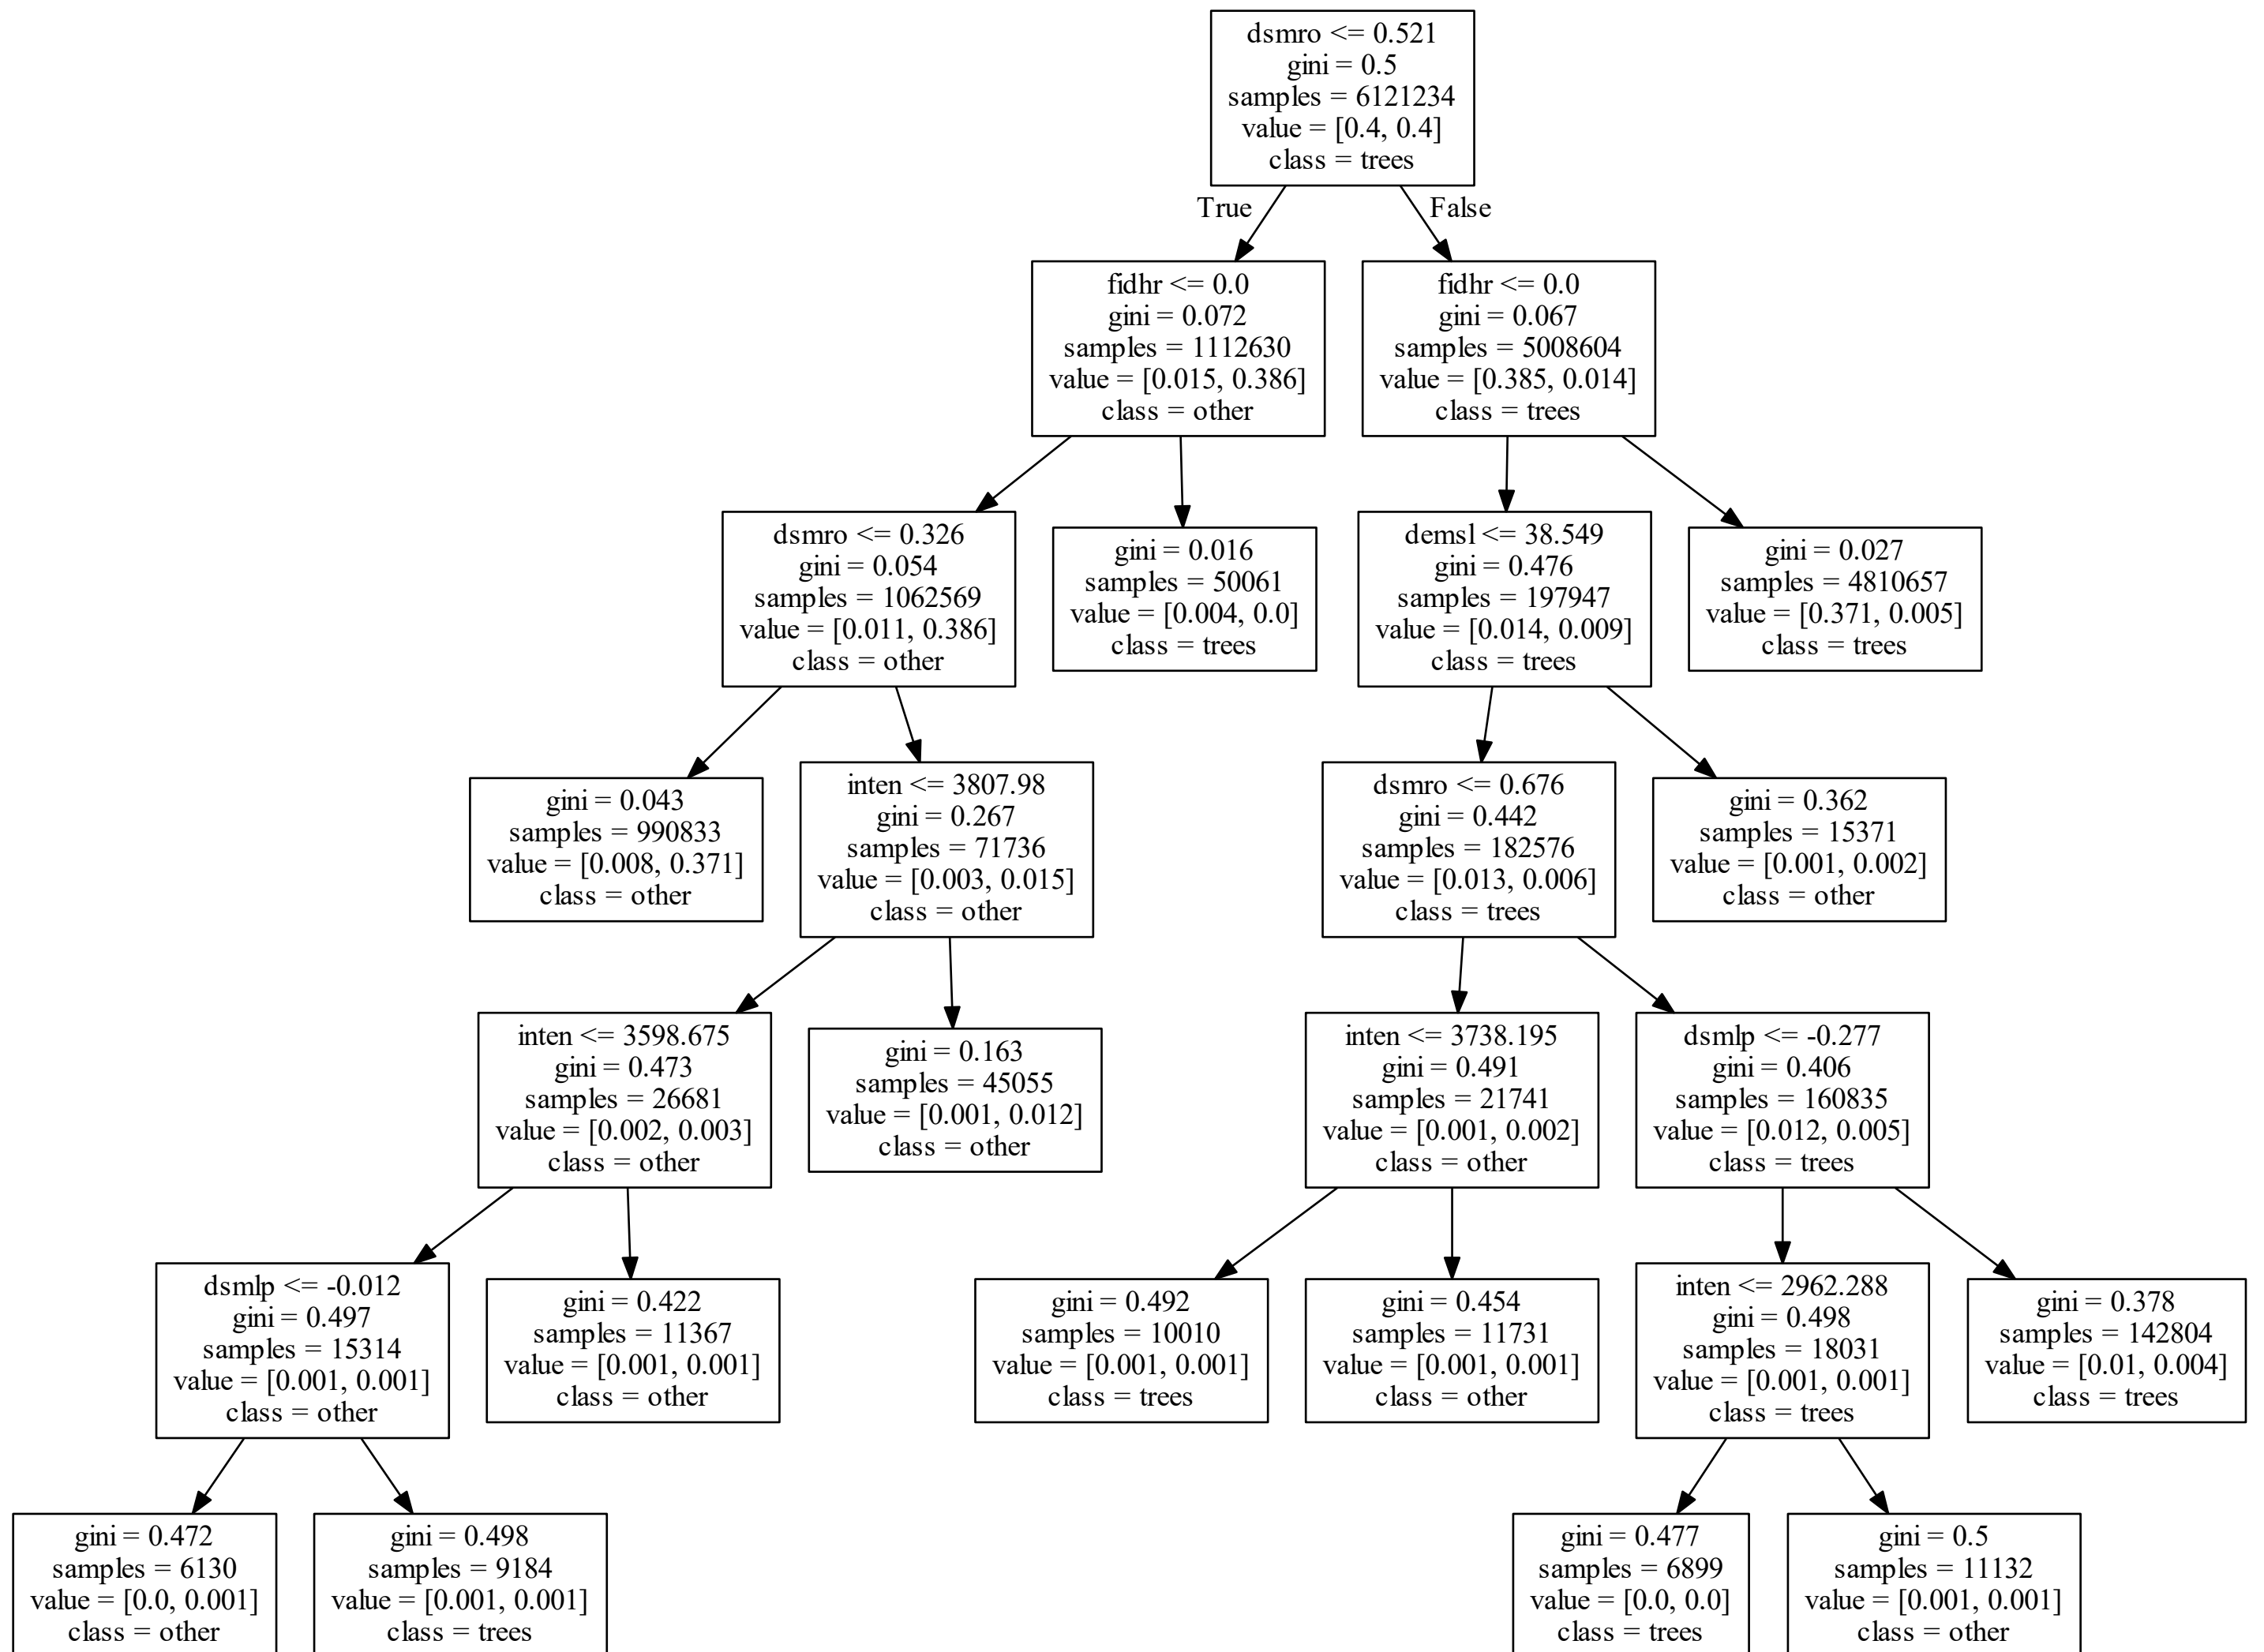 dsmro <= 0.521
gini = 0.5
samples = 6121234
value = [0.4, 0.4]
class = trees
True
False
fidhr <= 0.0
gini = 0.072
samples = 1112630
value = [0.015, 0.386]
class = other
fidhr <= 0.0
gini = 0.067
samples = 5008604
value = [0.385, 0.014]
class = trees
dsmro <= 0.326
gini = 0.054
samples = 1062569
value = [0.011, 0.386]
class = other
gini = 0.016
samples = 50061
value = [0.004, 0.0]
class = trees
demsl <= 38.549
gini = 0.476
samples = 197947
value = [0.014, 0.009]
class = trees
gini = 0.027
samples = 4810657
value = [0.371, 0.005]
class = trees
gini = 0.043
samples = 990833
value = [0.008, 0.371]
class = other
inten <= 3807.98
gini = 0.267
samples = 71736
value = [0.003, 0.015]
class = other
dsmro <= 0.676
gini = 0.442
samples = 182576
value = [0.013, 0.006]
class = trees
gini = 0.362
samples = 15371
value = [0.001, 0.002]
class = other
inten <= 3598.675
gini = 0.473
samples = 26681
value = [0.002, 0.003]
class = other
gini = 0.163
samples = 45055
value = [0.001, 0.012]
class = other
inten <= 3738.195
gini = 0.491
samples = 21741
value = [0.001, 0.002]
class = other
dsmlp <= -0.277
gini = 0.406
samples = 160835
value = [0.012, 0.005]
class = trees
dsmlp <= -0.012
gini = 0.497
samples = 15314
value = [0.001, 0.001]
class = other
gini = 0.422
samples = 11367
value = [0.001, 0.001]
class = other
gini = 0.492
samples = 10010
value = [0.001, 0.001]
class = trees
gini = 0.454
samples = 11731
value = [0.001, 0.001]
class = other
inten <= 2962.288
gini = 0.498
samples = 18031
value = [0.001, 0.001]
class = trees
gini = 0.378
samples = 142804
value = [0.01, 0.004]
class = trees
gini = 0.472
samples = 6130
value = [0.0, 0.001]
class = other
gini = 0.498
samples = 9184
value = [0.001, 0.001]
class = trees
gini = 0.477
samples = 6899
value = [0.0, 0.0]
class = trees
gini = 0.5
samples = 11132
value = [0.001, 0.001]
class = other